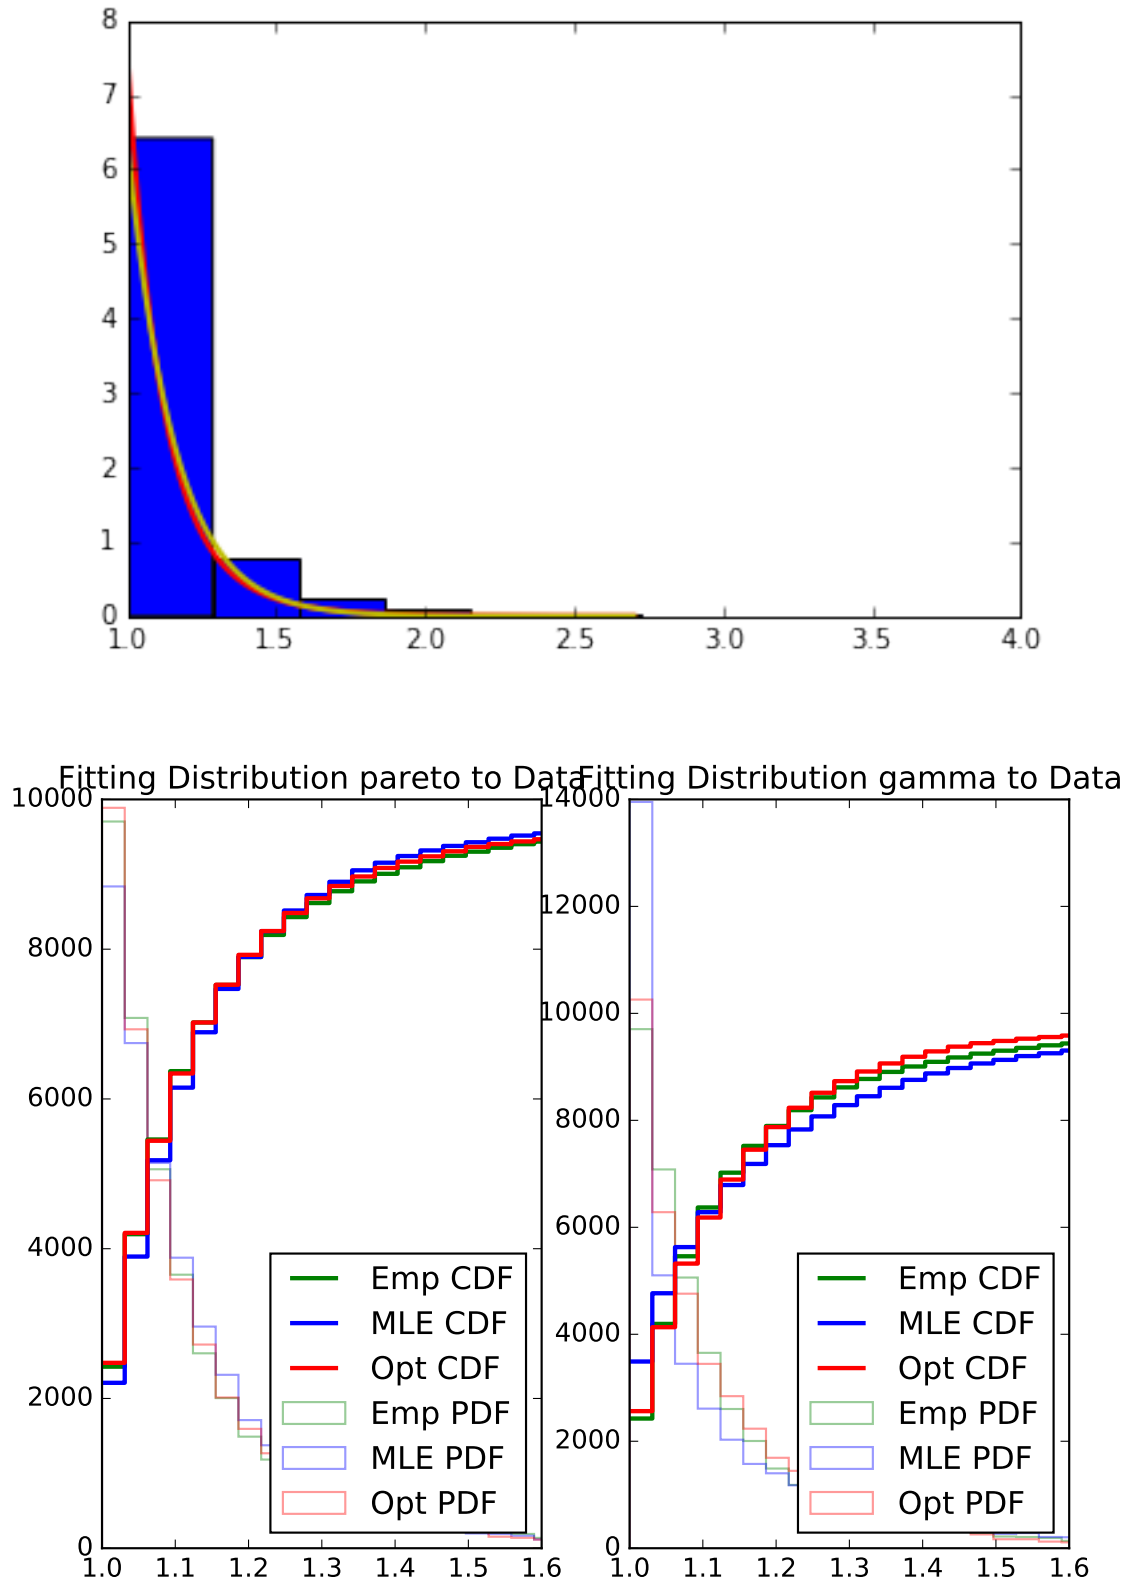 8
7
6
5
4
3
2
1
0
1.0 1.5 2.0 2.5 3.0 3.5 4.0
Fitting Distribution pareto to Data
10000
8000
6000
4000
2000
0
Emp CDF
MLE CDF
Opt CDF
Emp PDF
MLE PDF
Opt PDF
1.0 1.1 1.2 1.3 1.4 1.5 1.6
Fitting Distribution gamma to Data
14000
12000
10000
8000
6000
4000
2000
0
Emp CDF
MLE CDF
Opt CDF
Emp PDF
MLE PDF
Opt PDF
1.0 1.1 1.2 1.3 1.4 1.5 1.6